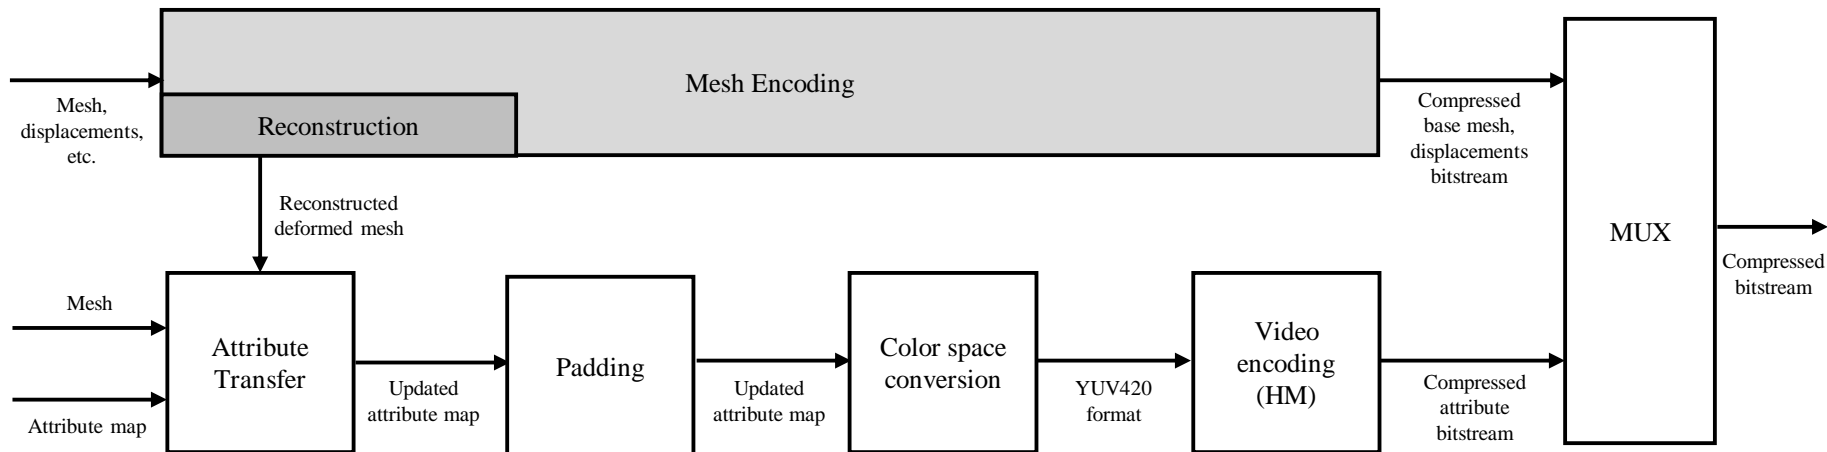 Mesh Encoding
Reconstruction
Mesh,
displacements,
etc.
Compressed
base mesh,
displacements
bitstream
Reconstructed
deformed mesh
MUX
Compressed
bitstream
Mesh
Attribute map
Attribute
Transfer
Updated
attribute map
Padding
Updated
attribute map
Color space
conversion
YUV420
format
Video
encoding
(HM)
Compressed
attribute
bitstream